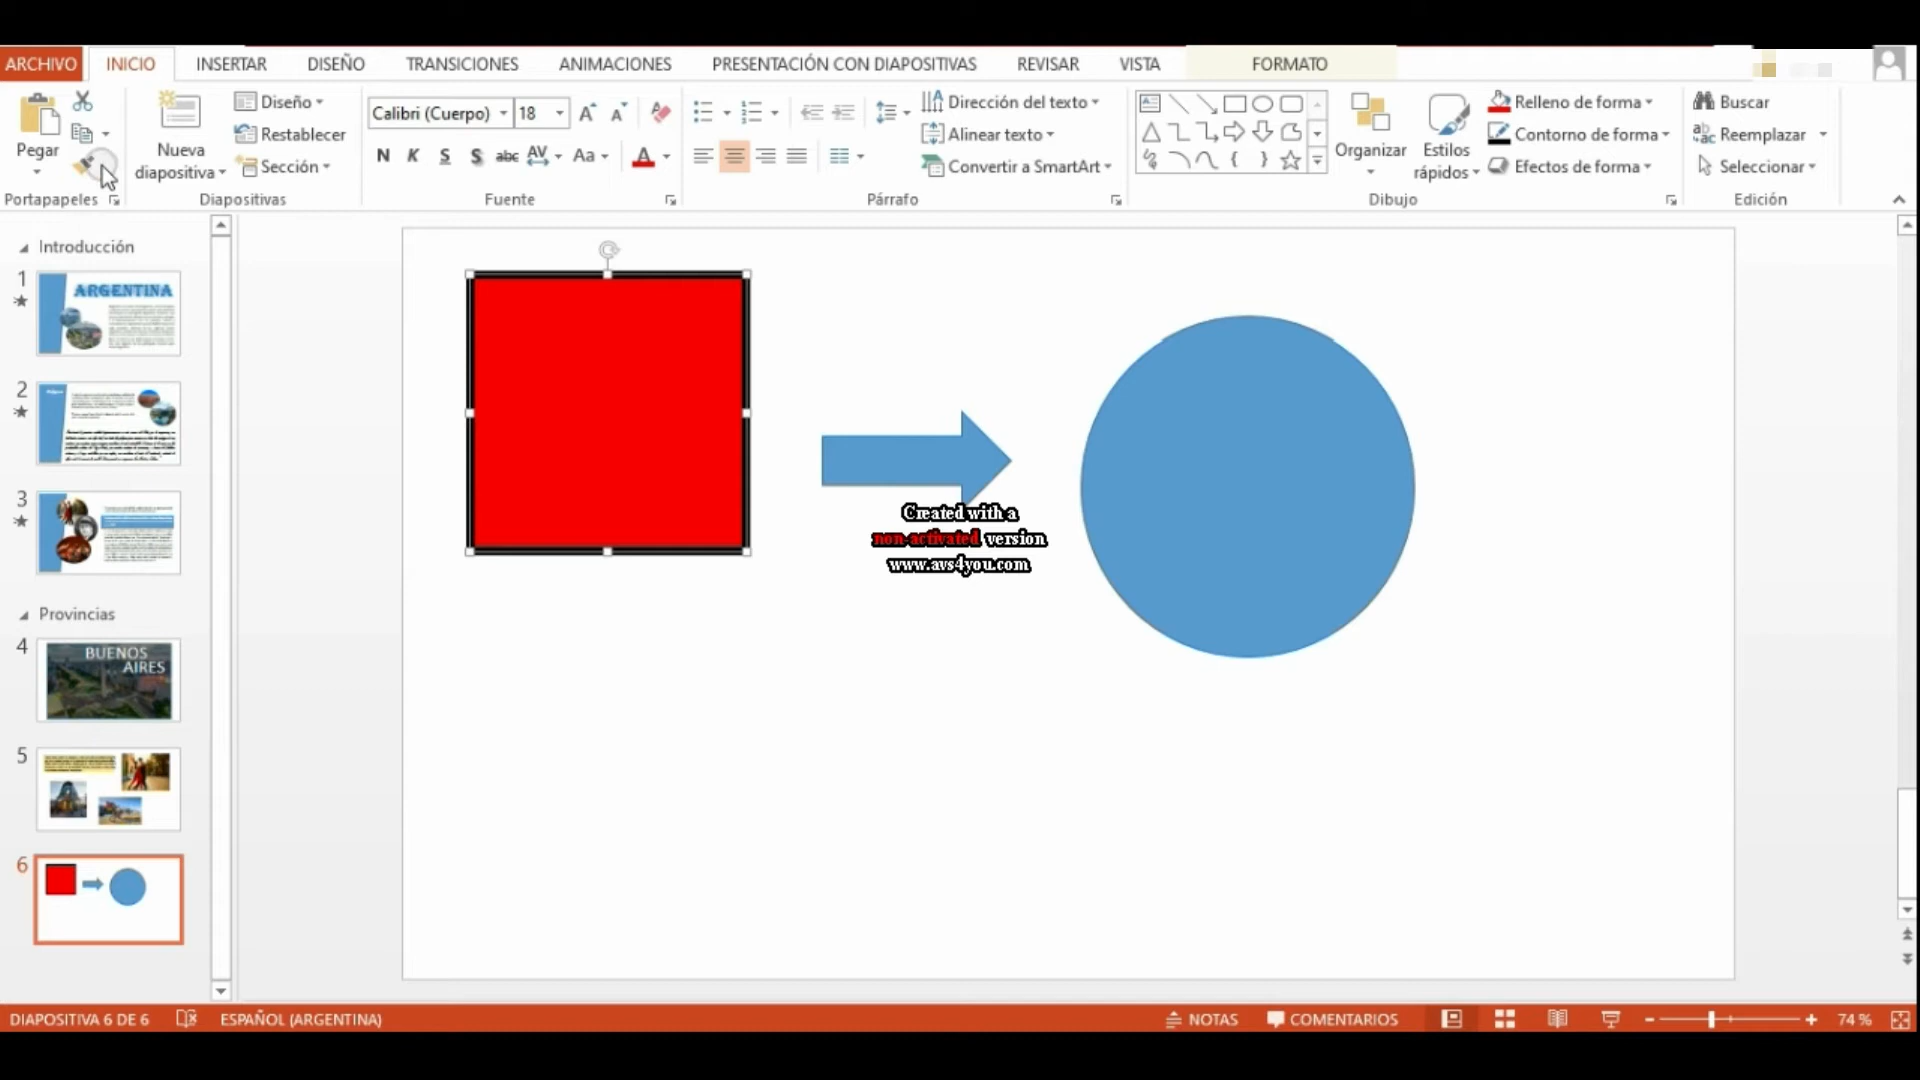 ARCHIVO INICIO INSERTAR DISEÑO TRANSICIONES ANIMACIONES PRESENTACIÓN CON DIAPOSITIVAS REVISAR VISTA FORMATO
Pegar
Portapapeles
Nueva
diapositiva
Diseño
Restablecer
Sección
Diapositivas
Calibri (Cuerpo) 18
N K S S abc AV Aa A
Fuente
Dirección del texto
Alinear texto
Convertir a SmartArt
Párrafo
Organizar
Estilos
rápidos
Relleno de forma
Contorno de forma
Efectos de forma
Dibujo
Buscar
Reemplazar
Seleccionar
Edición
Introducción
1
ARGENTINA
2
3
Provincias
4
BUENOS
AIRES
5
6
Created with a
non-activated version
www.avs4you.com
DIAPOSITIVA 6 DE 6 ESPAÑOL (ARGENTINA) NOTAS COMENTARIOS 74 %